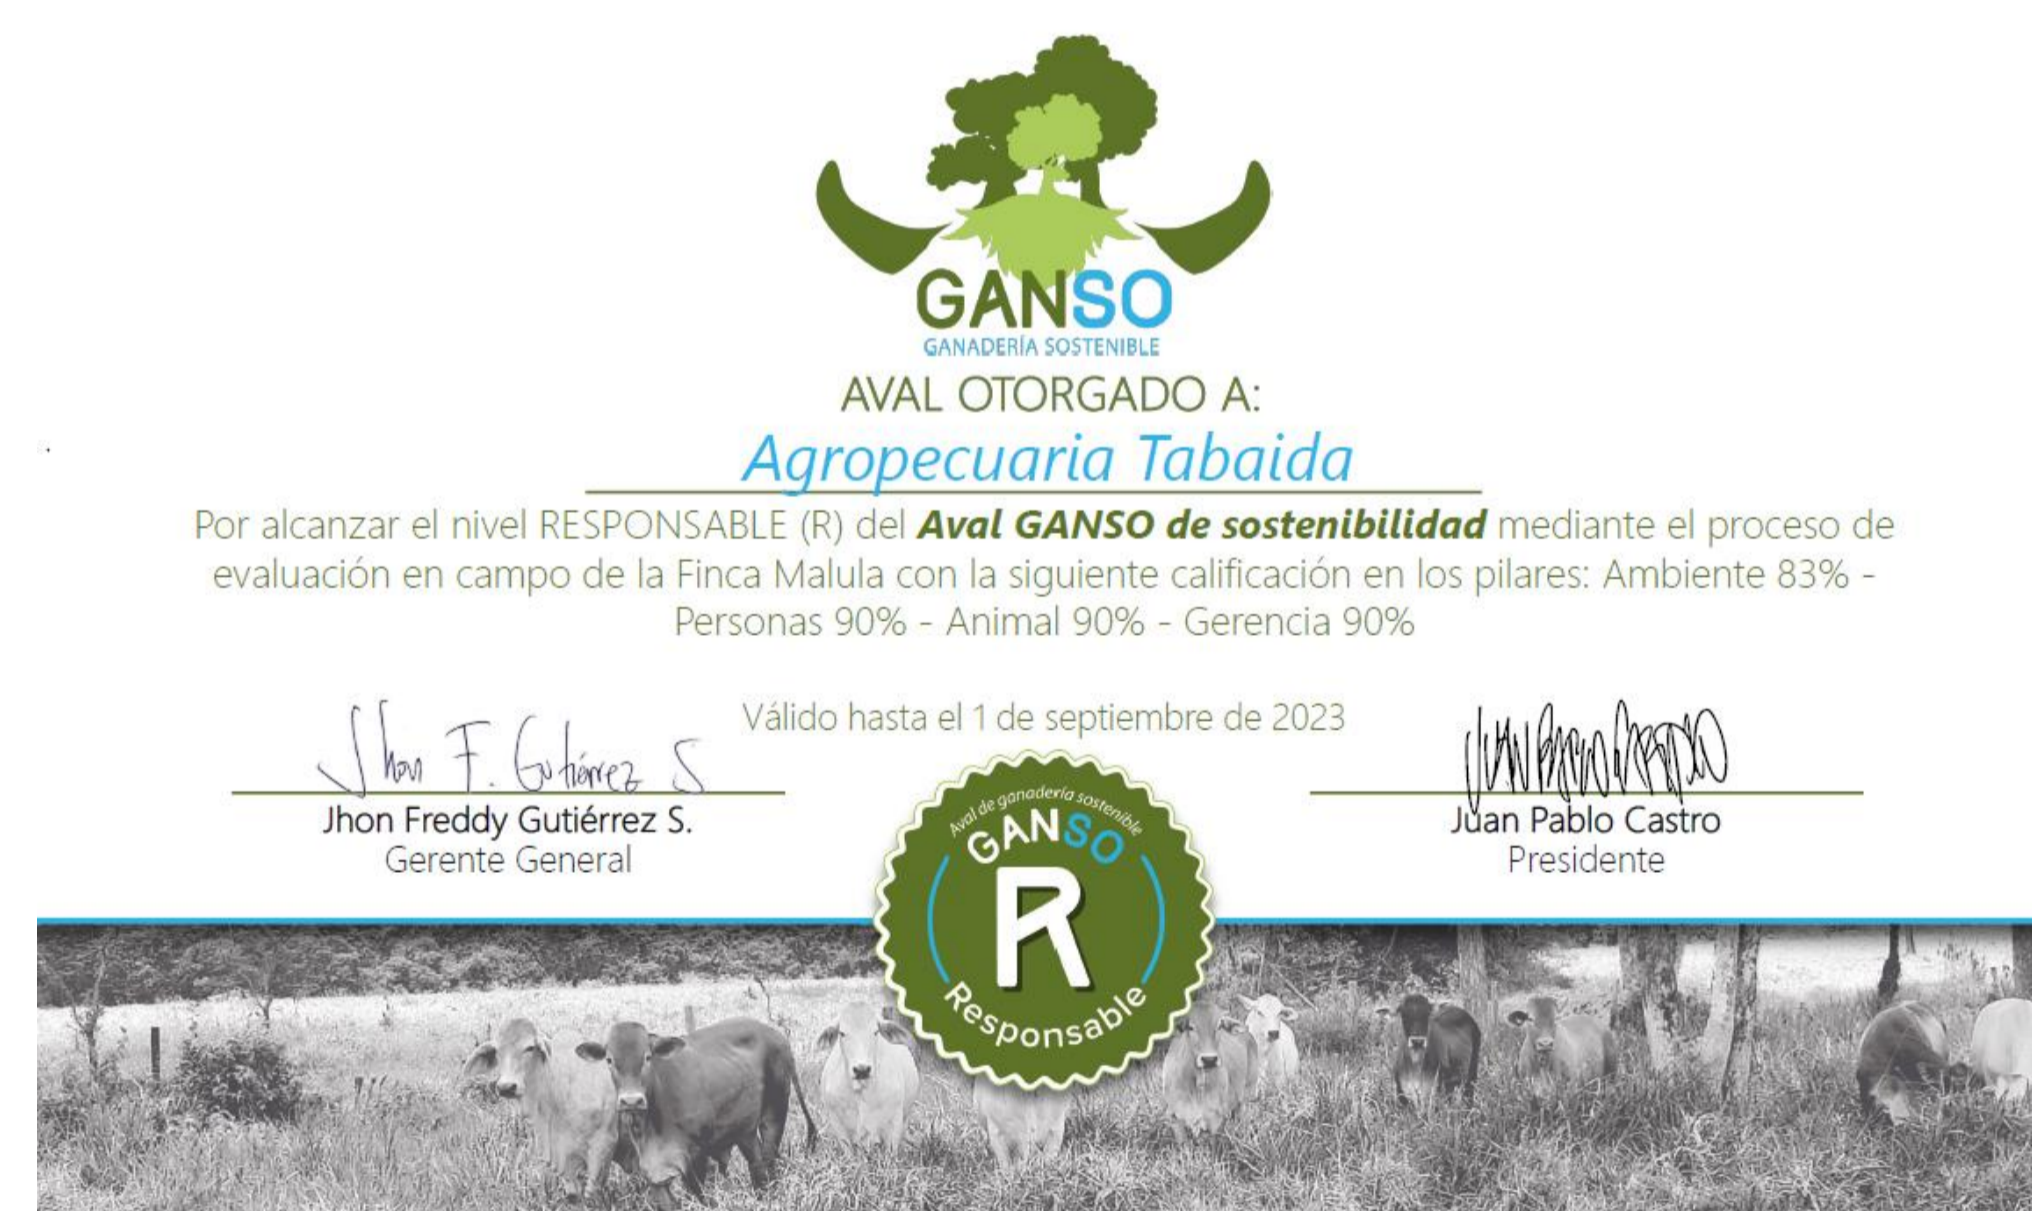 GANSO
GANADERÍA SOSTENIBLE
AVAL OTORGADO A:
Agropecuaria Tabaida
Por alcanzar el nivel RESPONSABLE (R) del Aval GANSO de sostenibilidad mediante el proceso de
evaluación en campo de la Finca Malula con la siguiente calificación en los pilares: Ambiente 83% -
Personas 90% - Animal 90% - Gerencia 90%
Válido hasta el 1 de septiembre de 2023
Jhon F. Gutiérrez S
Jhon Freddy Gutiérrez S.
Gerente General
JUAN PABLO CASTRO
Juan Pablo Castro
Presidente
Aval de ganadería sostenible
GANSO
R
Responsable